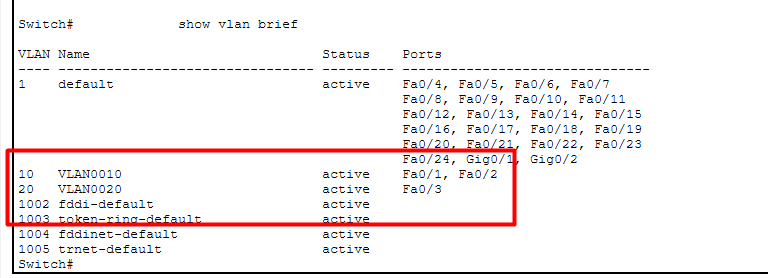 Switch# show vlan brief
VLAN Name Status Ports
---- -------------------------------- --------- -------------------------------
1 default active Fa0/4, Fa0/5, Fa0/6, Fa0/7
Fa0/8, Fa0/9, Fa0/10, Fa0/11
Fa0/12, Fa0/13, Fa0/14, Fa0/15
Fa0/16, Fa0/17, Fa0/18, Fa0/19
Fa0/20, Fa0/21, Fa0/22, Fa0/23
Fa0/24, Gig0/1, Gig0/2
10 VLAN0010 active Fa0/1, Fa0/2
20 VLAN0020 active Fa0/3
1002 fddi-default active
1003 token-ring-default active
1004 fddinet-default active
1005 trnet-default active
Switch#